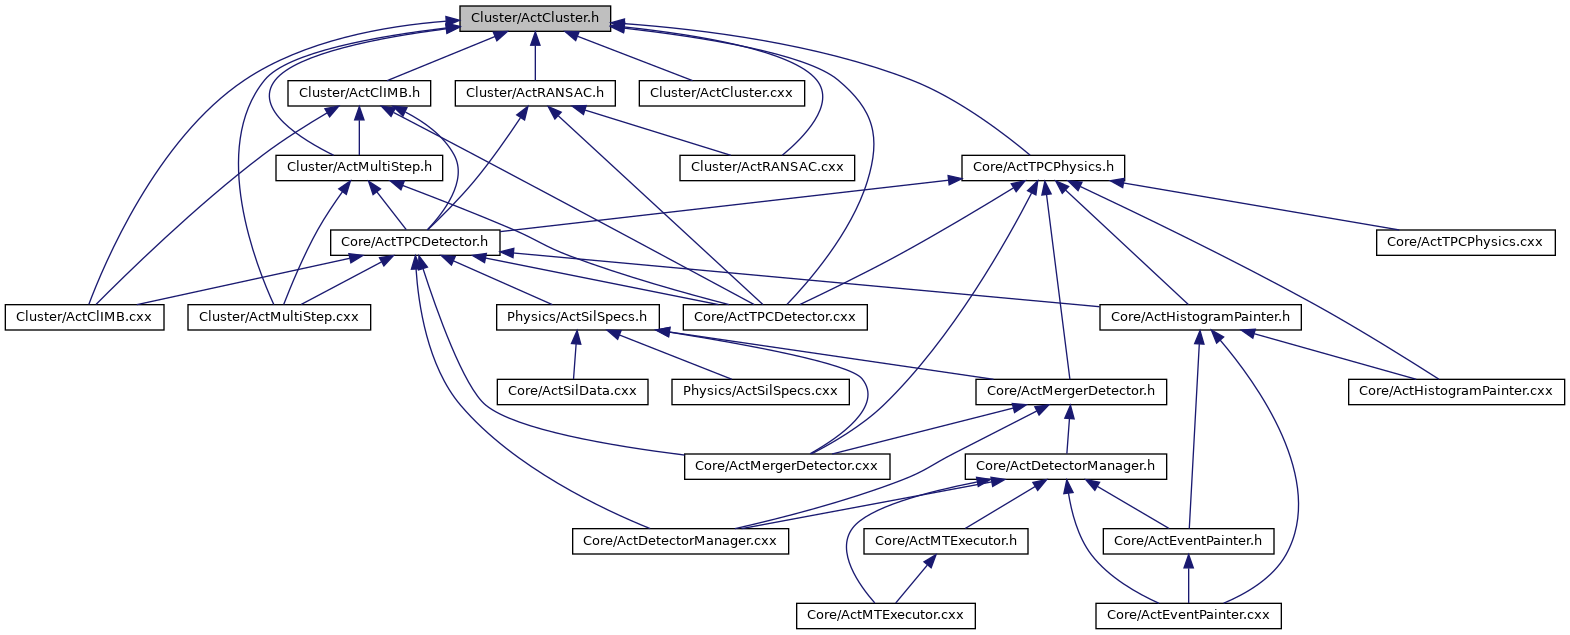 Cluster/ActCluster.h
Cluster/ActClIMB.h
Cluster/ActRANSAC.h
Cluster/ActCluster.cxx
Cluster/ActMultiStep.h
Cluster/ActRANSAC.cxx
Core/ActTPCPhysics.h
Core/ActTPCDetector.h
Core/ActTPCPhysics.cxx
Cluster/ActClIMB.cxx
Cluster/ActMultiStep.cxx
Physics/ActSilSpecs.h
Core/ActTPCDetector.cxx
Core/ActHistogramPainter.h
Core/ActSilData.cxx
Physics/ActSilSpecs.cxx
Core/ActMergerDetector.h
Core/ActHistogramPainter.cxx
Core/ActMergerDetector.cxx
Core/ActDetectorManager.h
Core/ActDetectorManager.cxx
Core/ActMTExecutor.h
Core/ActEventPainter.h
Core/ActMTExecutor.cxx
Core/ActEventPainter.cxx